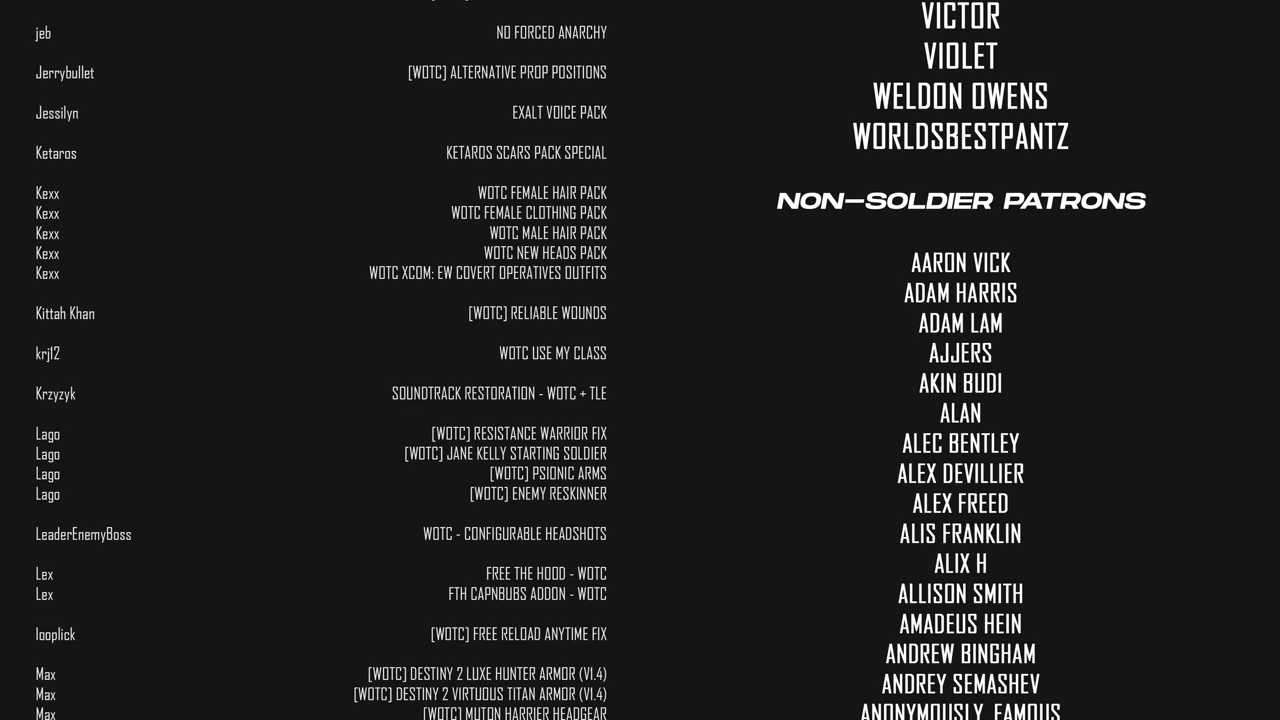 jeb NO FORCED ANARCHY
Jerrybullet [WOTC] ALTERNATIVE PROP POSITIONS
Jessilyn EXALT VOICE PACK
Ketaros KETAROS SCARS PACK SPECIAL
Kexx WOTC FEMALE HAIR PACK
Kexx WOTC FEMALE CLOTHING PACK
Kexx WOTC MALE HAIR PACK
Kexx WOTC NEW HEADS PACK
Kexx WOTC XCOM: EW COVERT OPERATIVES OUTFITS
Kittah Khan [WOTC] RELIABLE WOUNDS
krj12 WOTC USE MY CLASS
Krzyzyk SOUNDTRACK RESTORATION - WOTC + TLE
Lago [WOTC] RESISTANCE WARRIOR FIX
Lago [WOTC] JANE KELLY STARTING SOLDIER
Lago [WOTC] PSIONIC ARMS
Lago [WOTC] ENEMY RESKINNER
LeaderEnemyBoss WOTC - CONFIGURABLE HEADSHOTS
Lex FREE THE HOOD - WOTC
Lex FTH CAPNBUBS ADDON - WOTC
looplick [WOTC] FREE RELOAD ANYTIME FIX
Max [WOTC] DESTINY 2 LUXE HUNTER ARMOR (V1.4)
Max [WOTC] DESTINY 2 VIRTUOUS TITAN ARMOR (V1.4)
Max [WOTC] MUTON HARRIER HEADGEAR
VICTOR
VIOLET
WELDON OWENS
WORLDSBESTPANTZ
NON-SOLDIER PATRONS
AARON VICK
ADAM HARRIS
ADAM LAM
AJJERS
AKIN BUDI
ALAN
ALEC BENTLEY
ALEX DEVILLIER
ALEX FREED
ALIS FRANKLIN
ALIX H
ALLISON SMITH
AMADEUS HEIN
ANDREW BINGHAM
ANDREY SEMASHEV
ANONYMOUSLY_FAMOUS